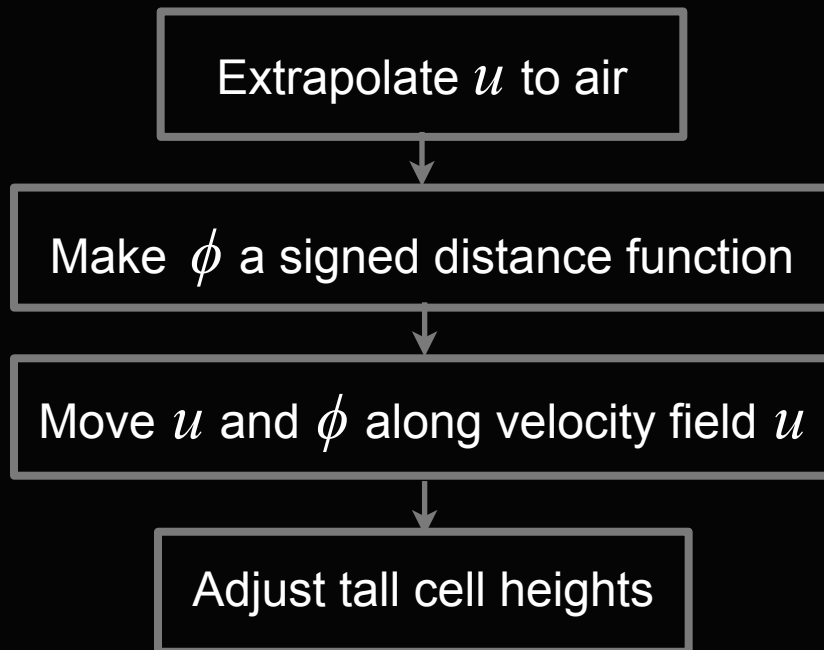 Extrapolate u to air
Make ϕ a signed distance function
Move u and ϕ along velocity field u
Adjust tall cell heights